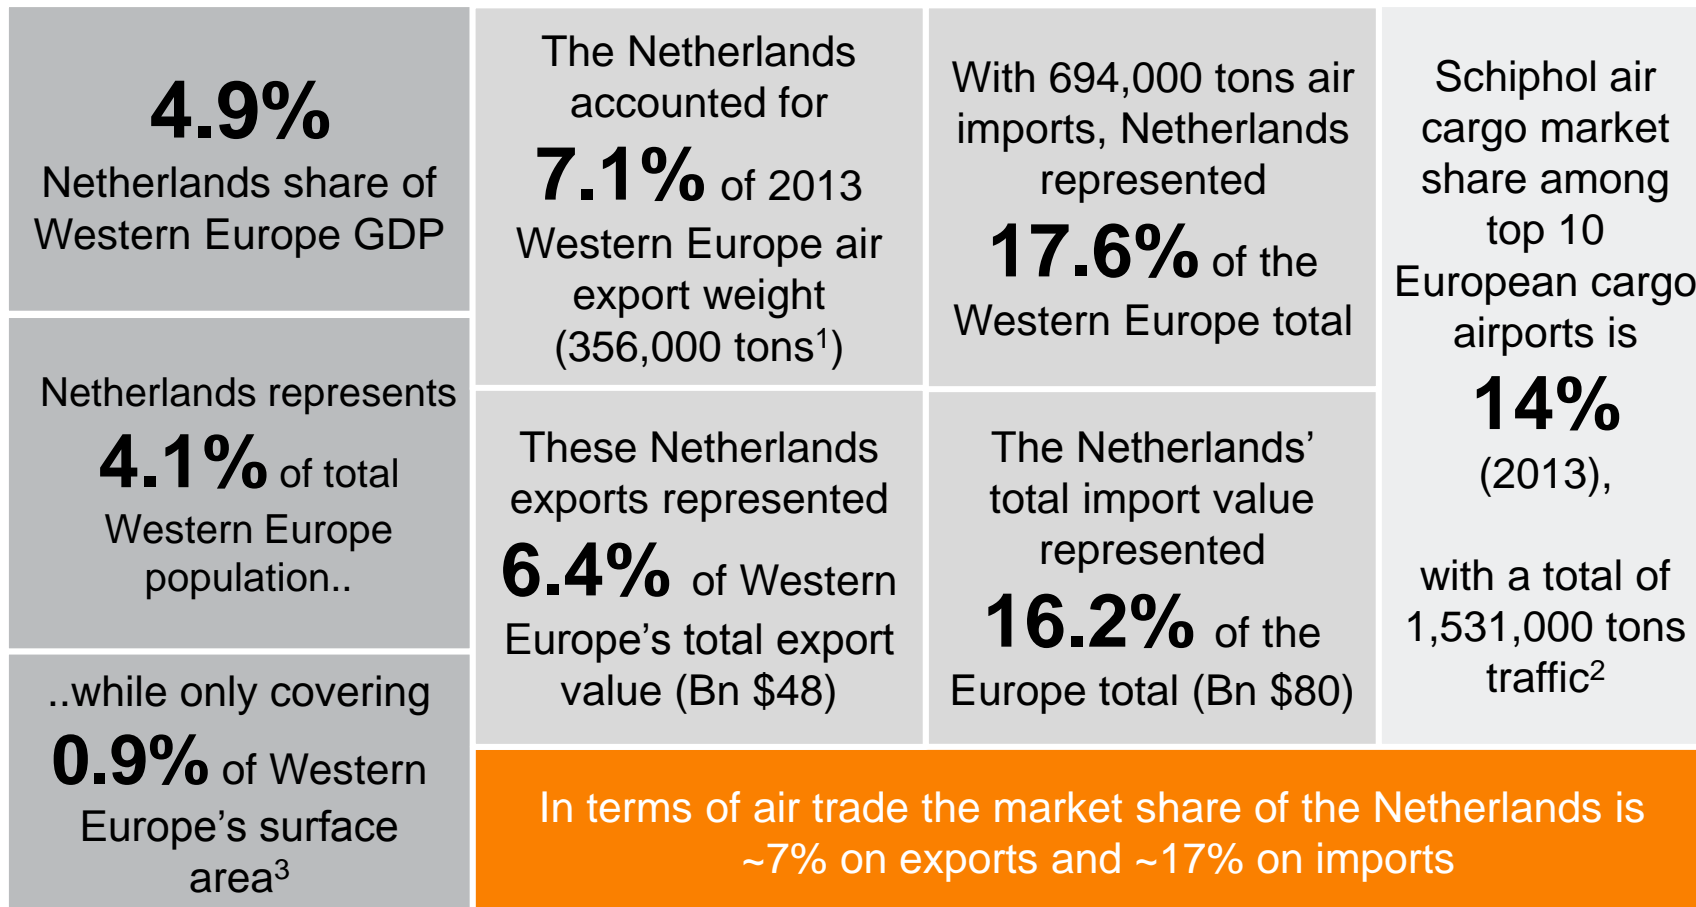 4.9%
Netherlands share of
Western Europe GDP
Netherlands represents
4.1% of total
Western Europe
population..
..while only covering
0.9% of Western
Europe's surface
area³
The Netherlands
accounted for
7.1% of 2013
Western Europe air
export weight
(356,000 tons¹)
These Netherlands
exports represented
6.4% of Western
Europe's total export
value (Bn $48)
With 694,000 tons air
imports, Netherlands
represented
17.6% of the
Western Europe total
The Netherlands’
total import value
represented
16.2% of the
Europe total (Bn $80)
Schiphol air
cargo market
share among
top 10
European cargo
airports is
14%
(2013),
with a total of
1,531,000 tons
traffic²
In terms of air trade the market share of the Netherlands is
~7% on exports and ~17% on imports